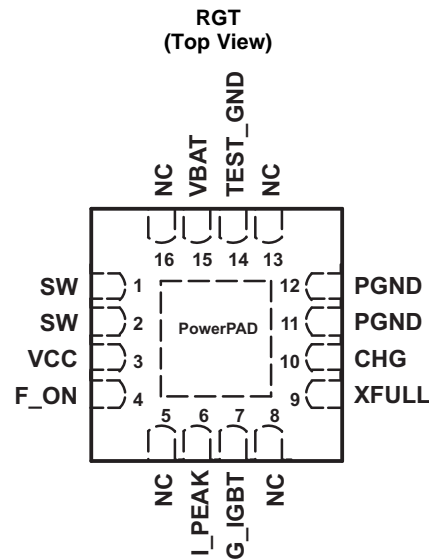 RGT
(Top View)
NC
VBAT
TEST_GND
NC
16
15
14
13
SW
1
12
PGND
SW
2
PowerPAD
11
PGND
VCC
3
10
CHG
F_ON
4
9
XFULL
5
6
7
8
NC
I_PEAK
G_IGBT
NC